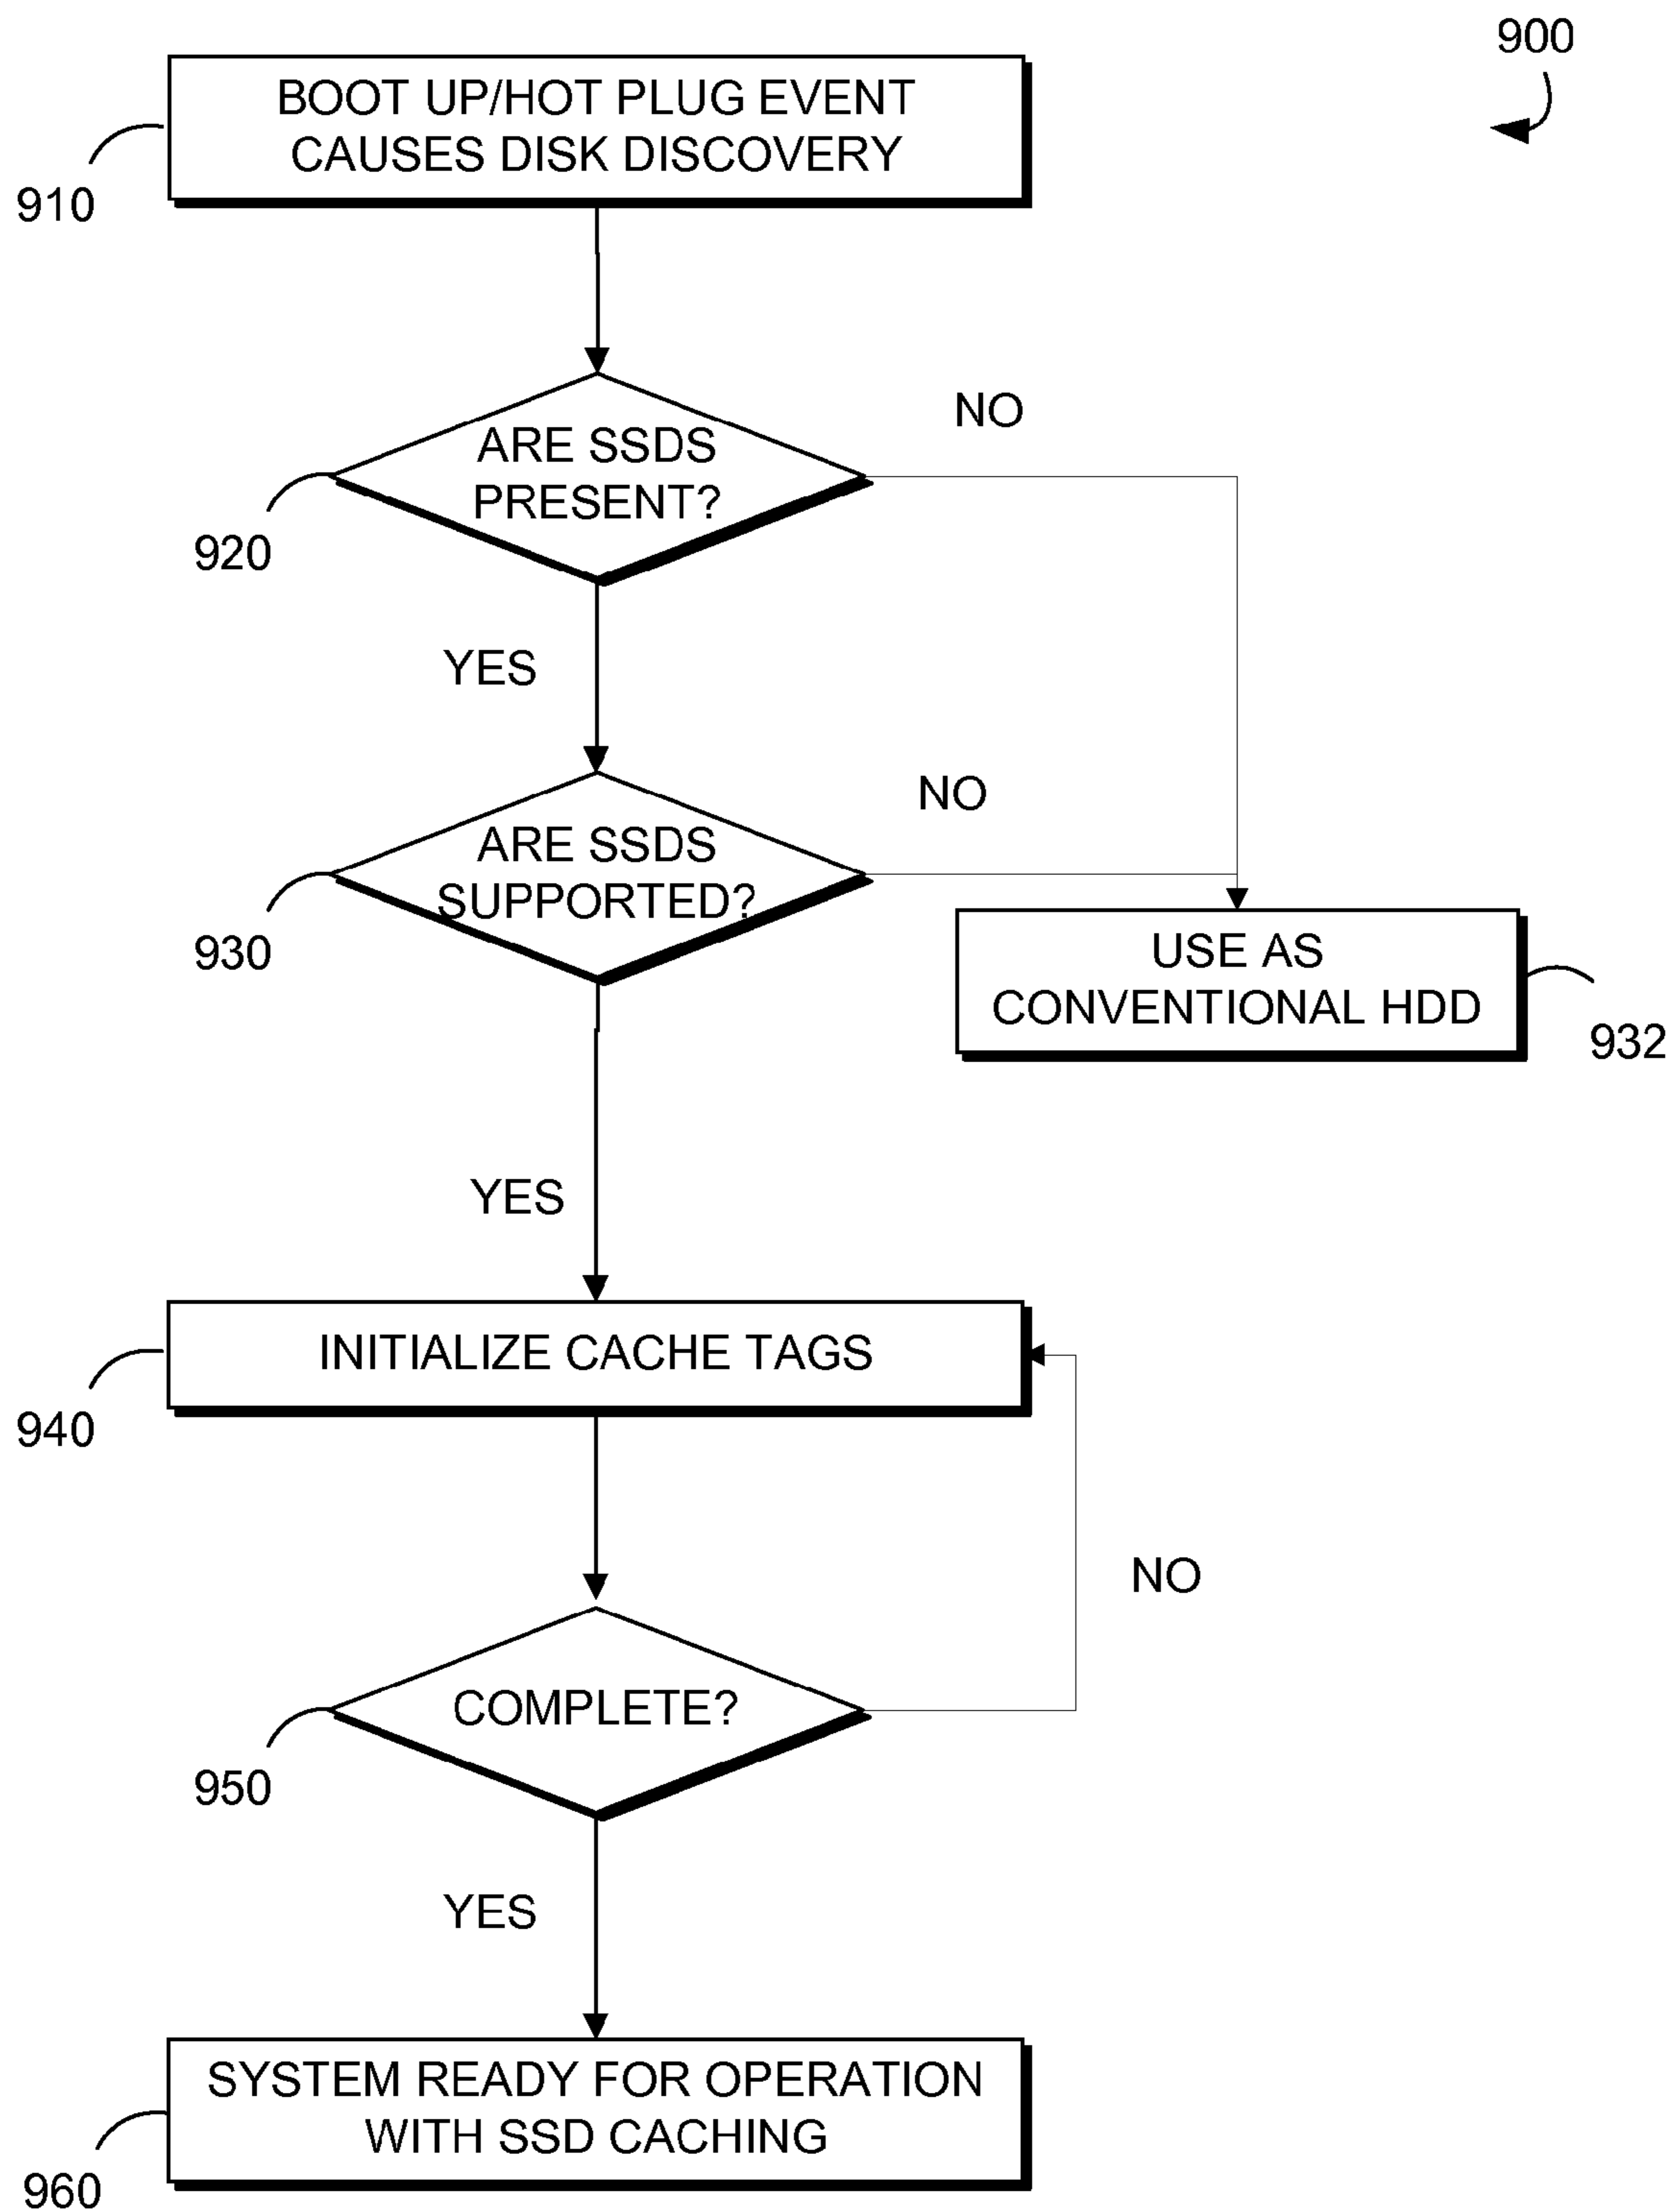 900
BOOT UP/HOT PLUG EVENT
CAUSES DISK DISCOVERY
910
ARE SSDS
PRESENT?
NO
920
YES
ARE SSDS
SUPPORTED?
NO
930
USE AS
CONVENTIONAL HDD
932
YES
INITIALIZE CACHE TAGS
940
NO
COMPLETE?
950
YES
SYSTEM READY FOR OPERATION
WITH SSD CACHING
960